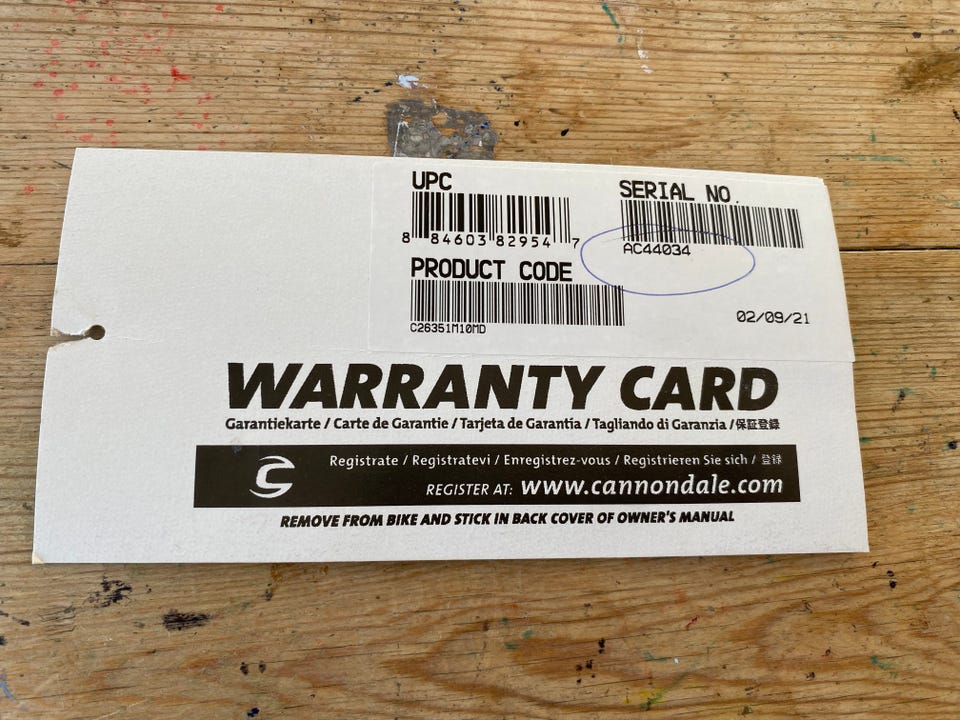 UPC
8 84603 82954 7
SERIAL NO.
AC44034
PRODUCT CODE
C26351M10MD
02/09/21
WARRANTY CARD
Garantiekarte / Carte de Garantie / Tarjeta de Garantía / Tagliando di Garanzia /保証登録
Registrate / Registratevi / Enregistrez-vous / Registrieren Sie sich / 登録
REGISTER AT: www.cannondale.com
REMOVE FROM BIKE AND STICK IN BACK COVER OF OWNER'S MANUAL